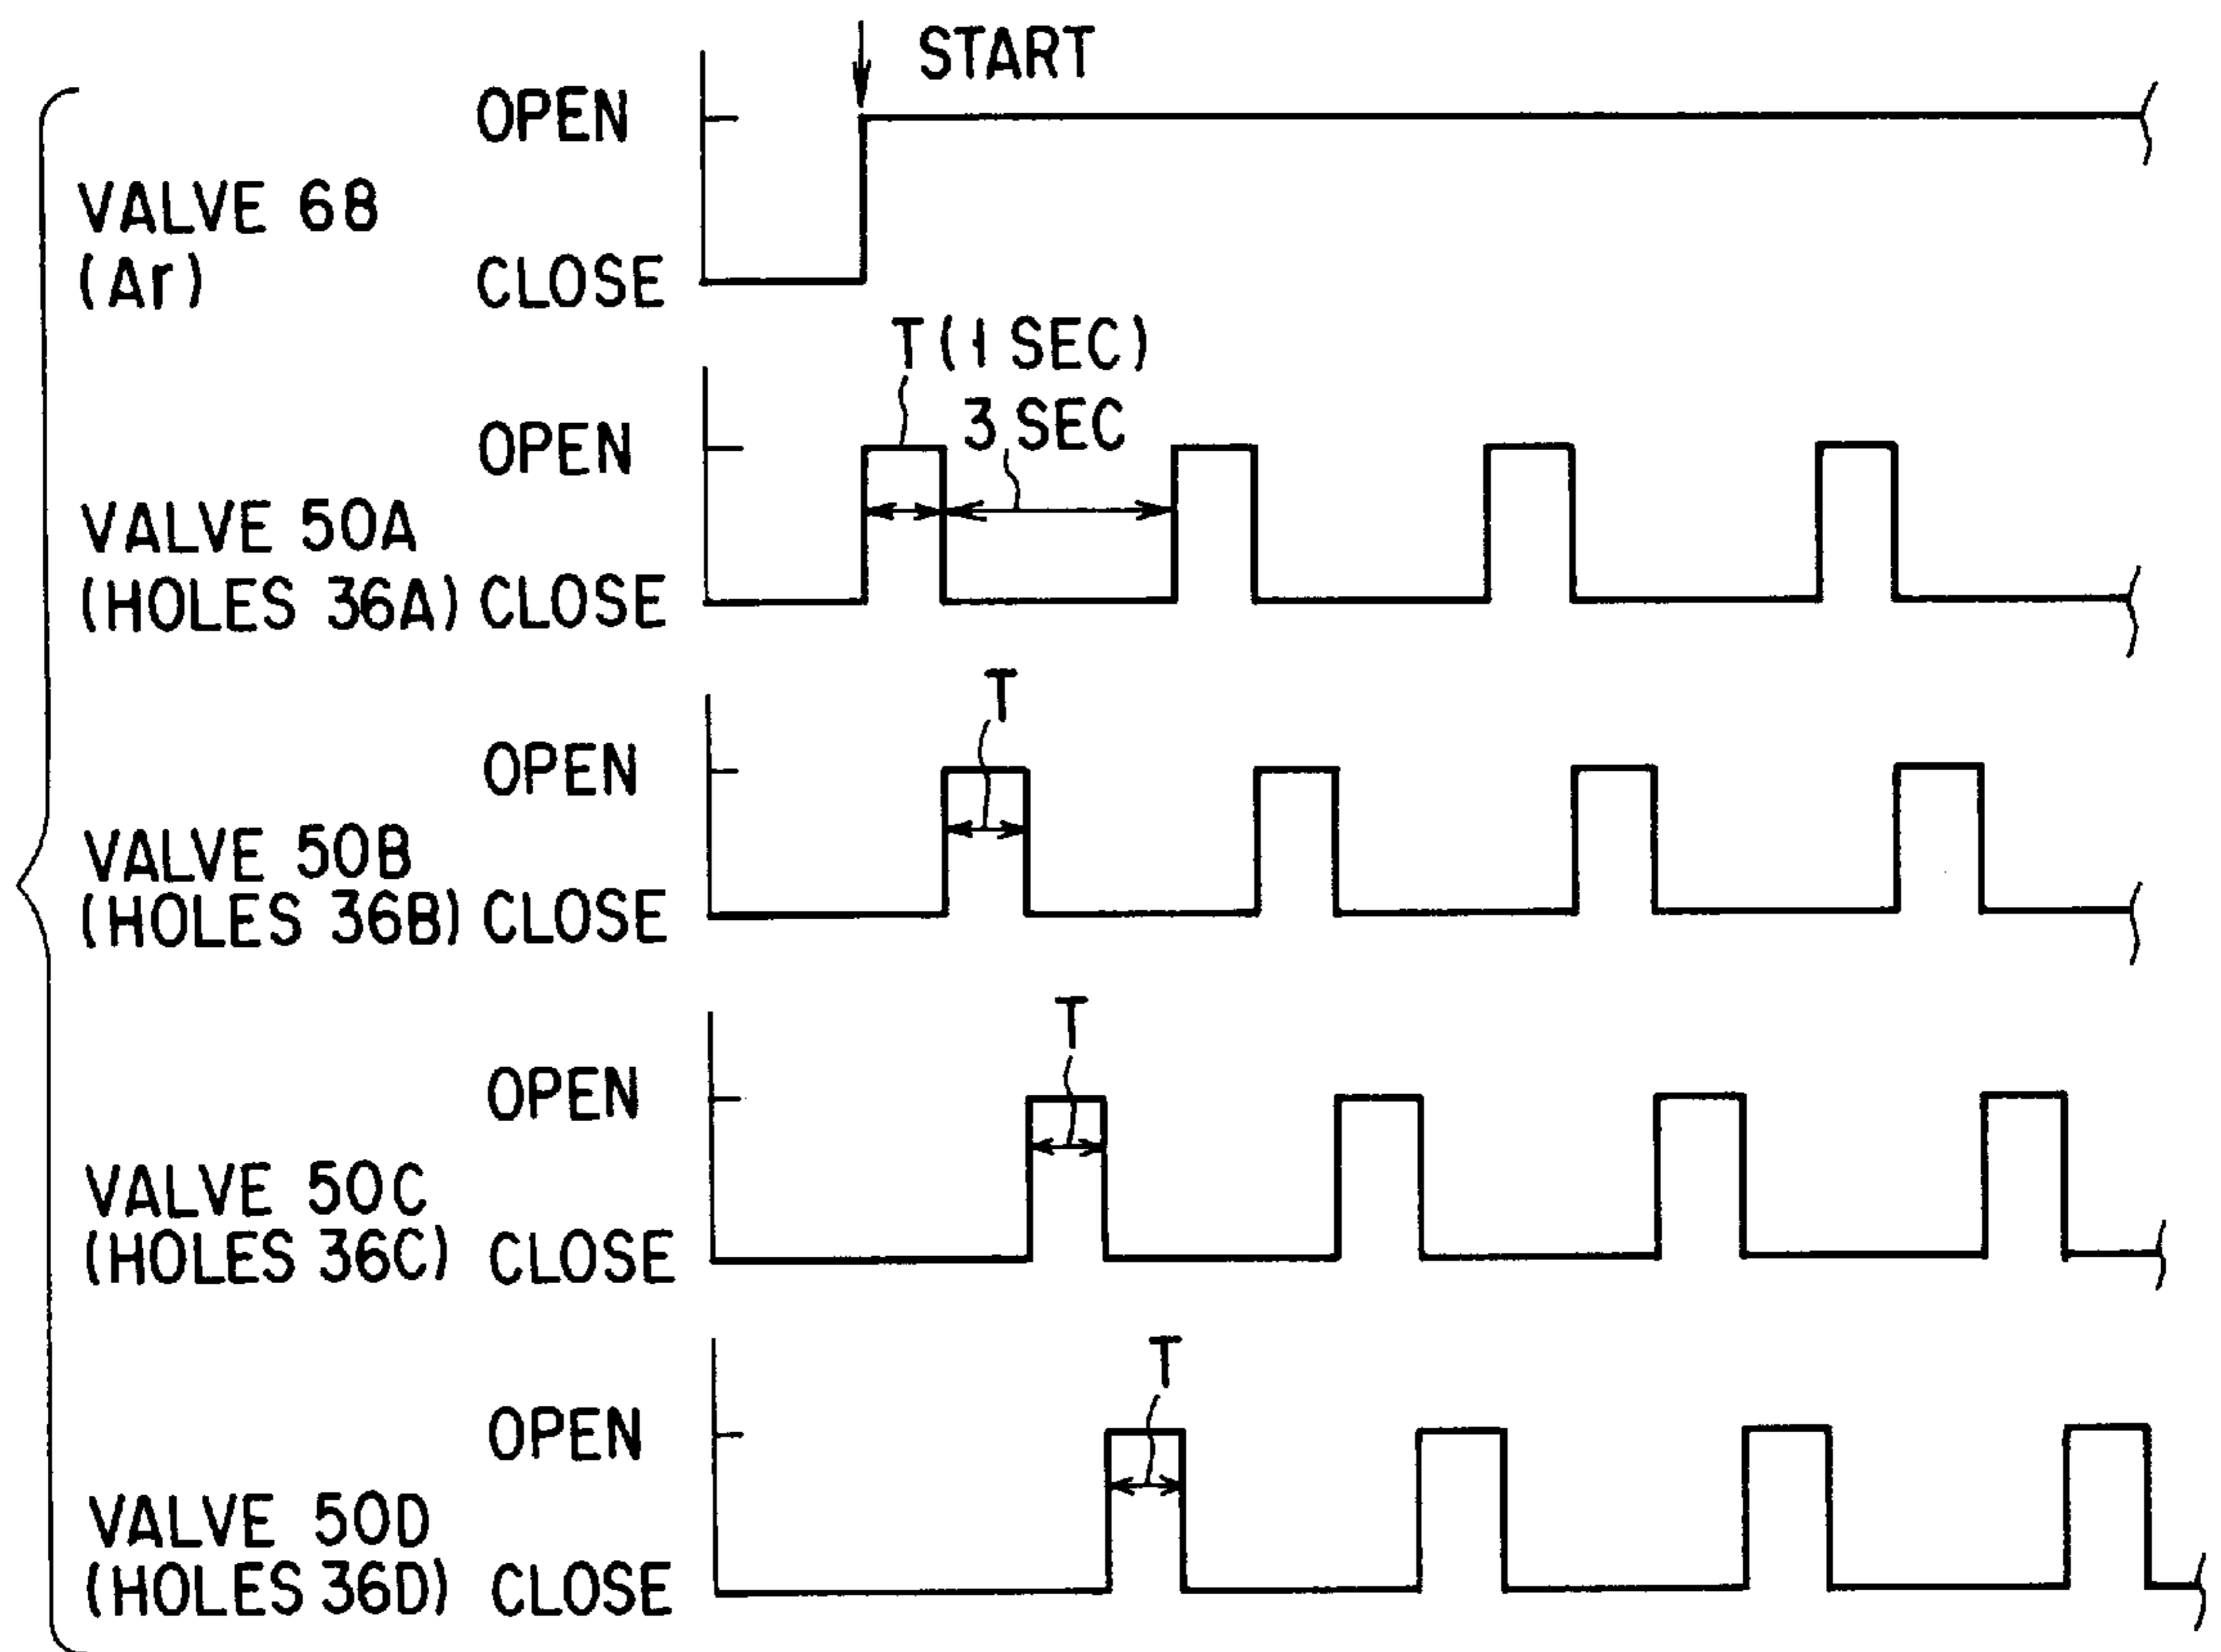 START
OPEN
VALVE 68
(Ar)
CLOSE
T(1 SEC)
3 SEC
OPEN
VALVE 50A
(HOLES 36A) CLOSE
T
OPEN
VALVE 50B
(HOLES 36B) CLOSE
T
OPEN
VALVE 50C
(HOLES 36C) CLOSE
T
OPEN
VALVE 50D
(HOLES 36D) CLOSE